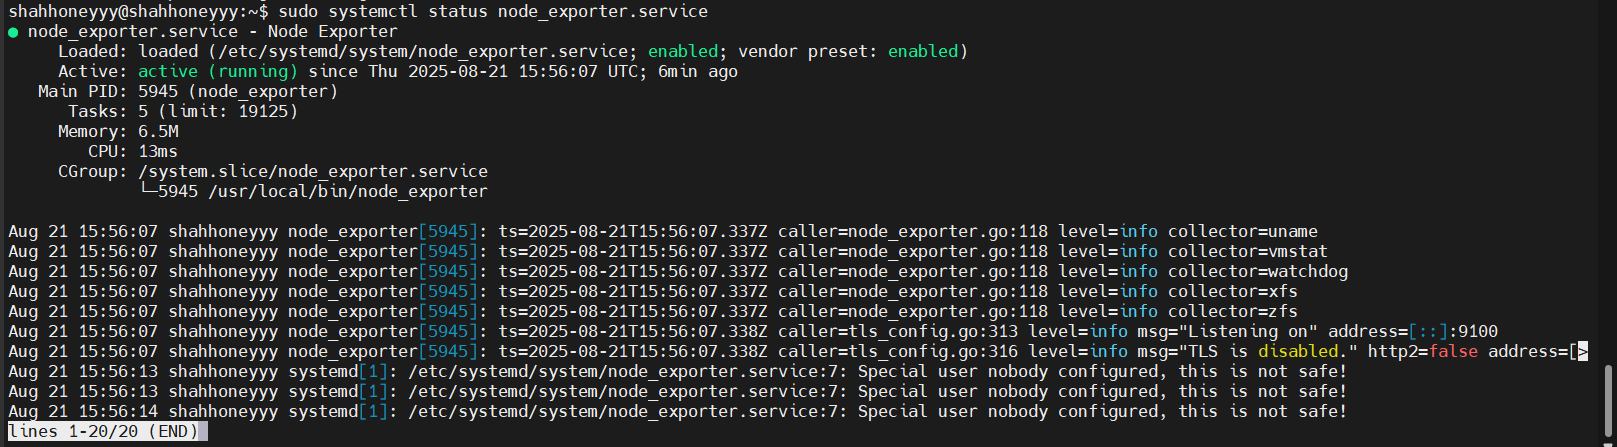 shahhoneyyy@shahhoneyyy:~$ sudo systemctl status node_exporter.service
● node_exporter.service - Node Exporter
     Loaded: loaded (/etc/systemd/system/node_exporter.service; enabled; vendor preset: enabled)
     Active: active (running) since Thu 2025-08-21 15:56:07 UTC; 6min ago
   Main PID: 5945 (node_exporter)
      Tasks: 5 (limit: 19125)
     Memory: 6.5M
        CPU: 13ms
     CGroup: /system.slice/node_exporter.service
             └─5945 /usr/local/bin/node_exporter

Aug 21 15:56:07 shahhoneyyy node_exporter[5945]: ts=2025-08-21T15:56:07.337Z caller=node_exporter.go:118 level=info collector=uname
Aug 21 15:56:07 shahhoneyyy node_exporter[5945]: ts=2025-08-21T15:56:07.337Z caller=node_exporter.go:118 level=info collector=vmstat
Aug 21 15:56:07 shahhoneyyy node_exporter[5945]: ts=2025-08-21T15:56:07.337Z caller=node_exporter.go:118 level=info collector=watchdog
Aug 21 15:56:07 shahhoneyyy node_exporter[5945]: ts=2025-08-21T15:56:07.337Z caller=node_exporter.go:118 level=info collector=xfs
Aug 21 15:56:07 shahhoneyyy node_exporter[5945]: ts=2025-08-21T15:56:07.337Z caller=node_exporter.go:118 level=info collector=zfs
Aug 21 15:56:07 shahhoneyyy node_exporter[5945]: ts=2025-08-21T15:56:07.338Z caller=tls_config.go:313 level=info msg="Listening on" address=[::]:9100
Aug 21 15:56:07 shahhoneyyy node_exporter[5945]: ts=2025-08-21T15:56:07.338Z caller=tls_config.go:316 level=info msg="TLS is disabled." http2=false address=[>
Aug 21 15:56:13 shahhoneyyy systemd[1]: /etc/systemd/system/node_exporter.service:7: Special user nobody configured, this is not safe!
Aug 21 15:56:13 shahhoneyyy systemd[1]: /etc/systemd/system/node_exporter.service:7: Special user nobody configured, this is not safe!
Aug 21 15:56:14 shahhoneyyy systemd[1]: /etc/systemd/system/node_exporter.service:7: Special user nobody configured, this is not safe!
lines 1-20/20 (END)